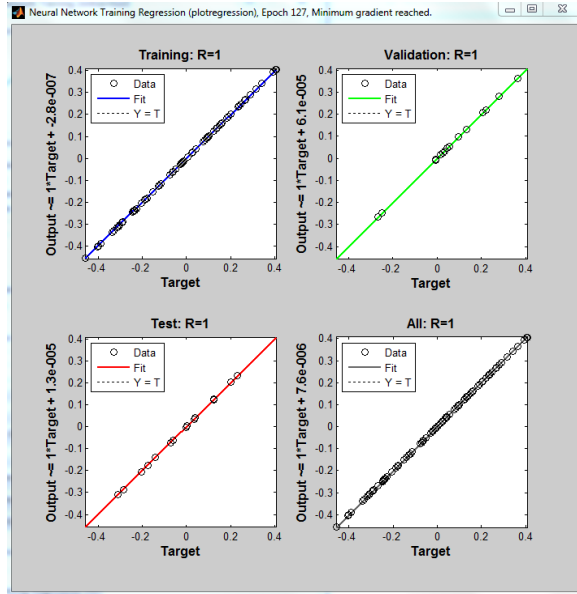 Neural Network Training Regression (plotregression), Epoch 127, Minimum gradient reached.
Training: R=1
Output ~= 1*Target + -2.8e-007
0.4
0.3
0.2
0.1
0
-0.1
-0.2
-0.3
-0.4
Data
Fit
Y = T
-0.4 -0.2 0 0.2 0.4
Target
Validation: R=1
Output ~= 1*Target + 6.1e-005
0.4
0.3
0.2
0.1
0
-0.1
-0.2
-0.3
-0.4
Data
Fit
Y = T
-0.4 -0.2 0 0.2 0.4
Target
Test: R=1
Output ~= 1*Target + 1.3e-005
0.4
0.3
0.2
0.1
0
-0.1
-0.2
-0.3
-0.4
Data
Fit
Y = T
-0.4 -0.2 0 0.2 0.4
Target
All: R=1
Output ~= 1*Target + 7.6e-006
0.4
0.3
0.2
0.1
0
-0.1
-0.2
-0.3
-0.4
Data
Fit
Y = T
-0.4 -0.2 0 0.2 0.4
Target